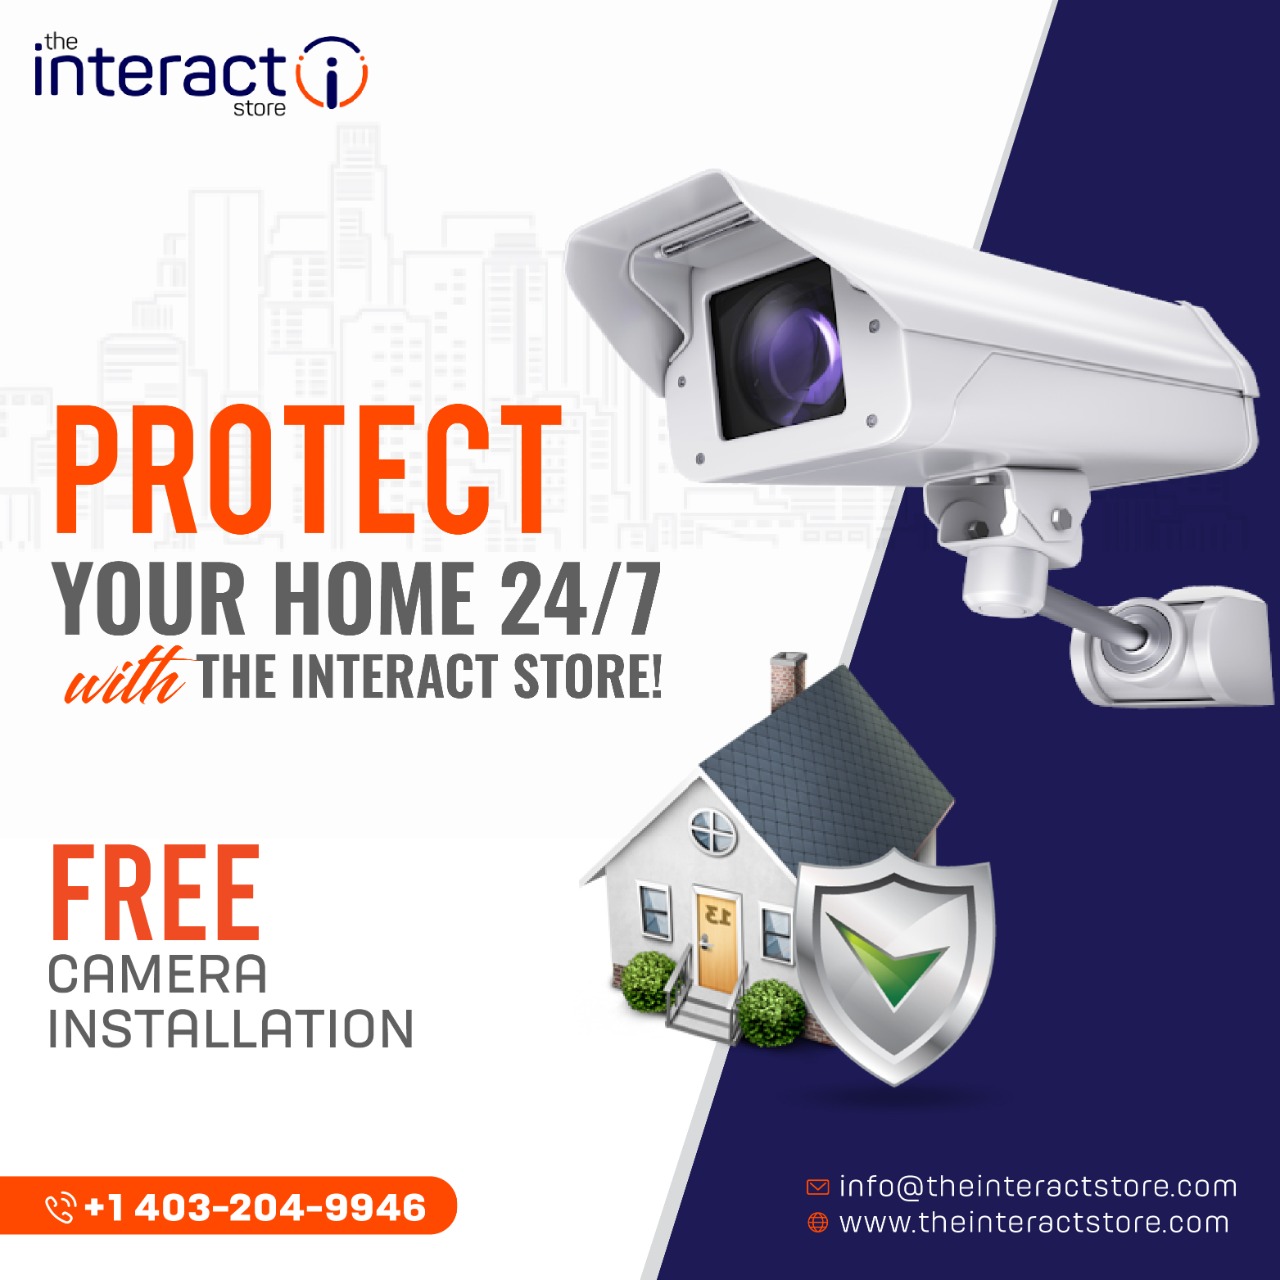 the
interact
store
PROTECT
YOUR HOME 24/7
with THE INTERACT STORE!
FREE
CAMERA
INSTALLATION
13
+1 403-204-9946
info@theinteractstore.com
www.theinteractstore.com